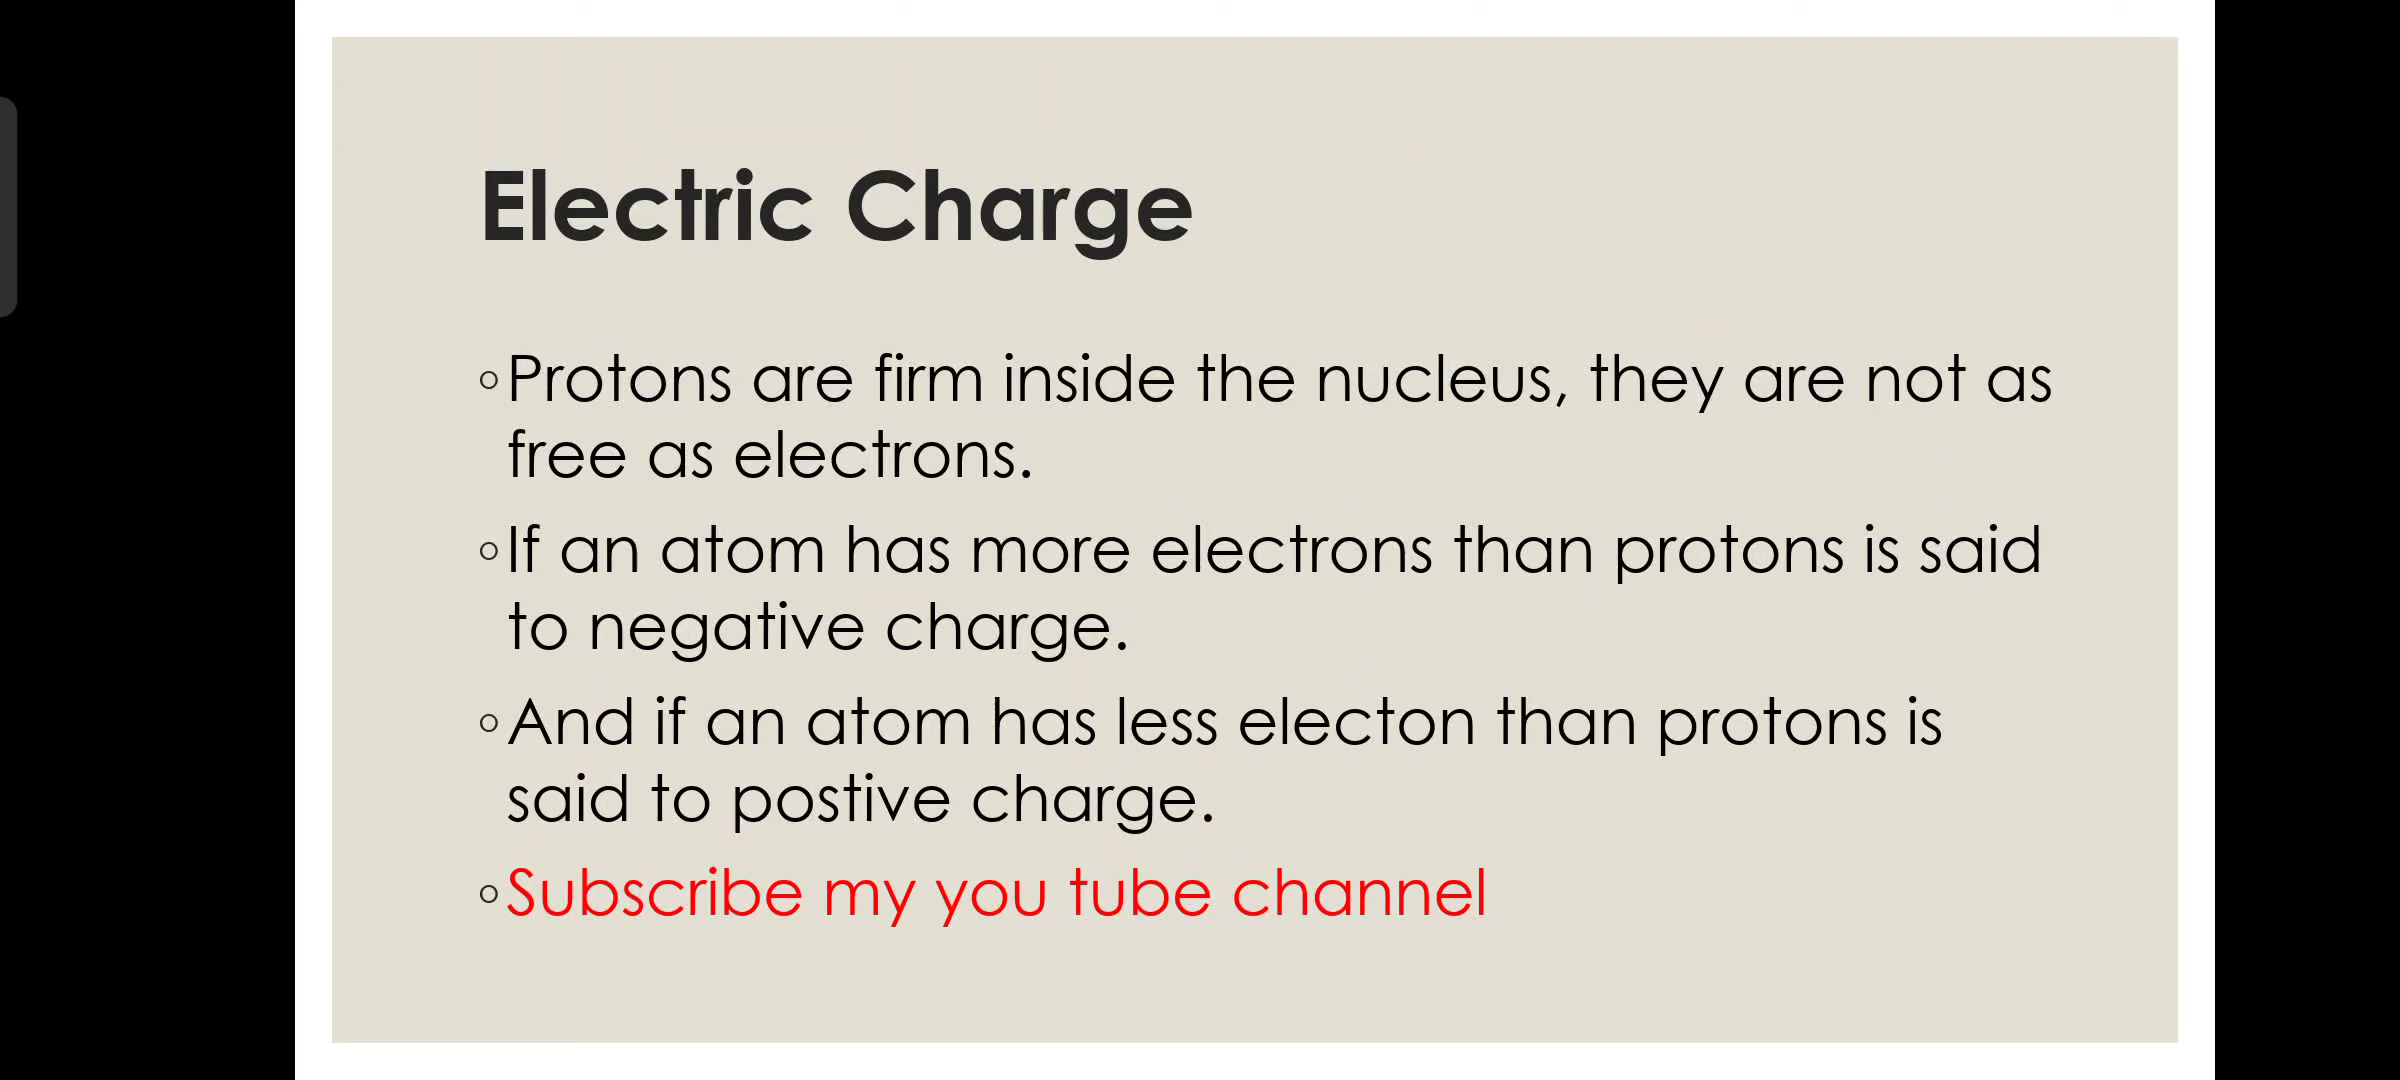 Electric Charge
◦Protons are firm inside the nucleus, they are not as
free as electrons.
◦If an atom has more electrons than protons is said
to negative charge.
◦And if an atom has less electon than protons is
said to postive charge.
◦Subscribe my you tube channel